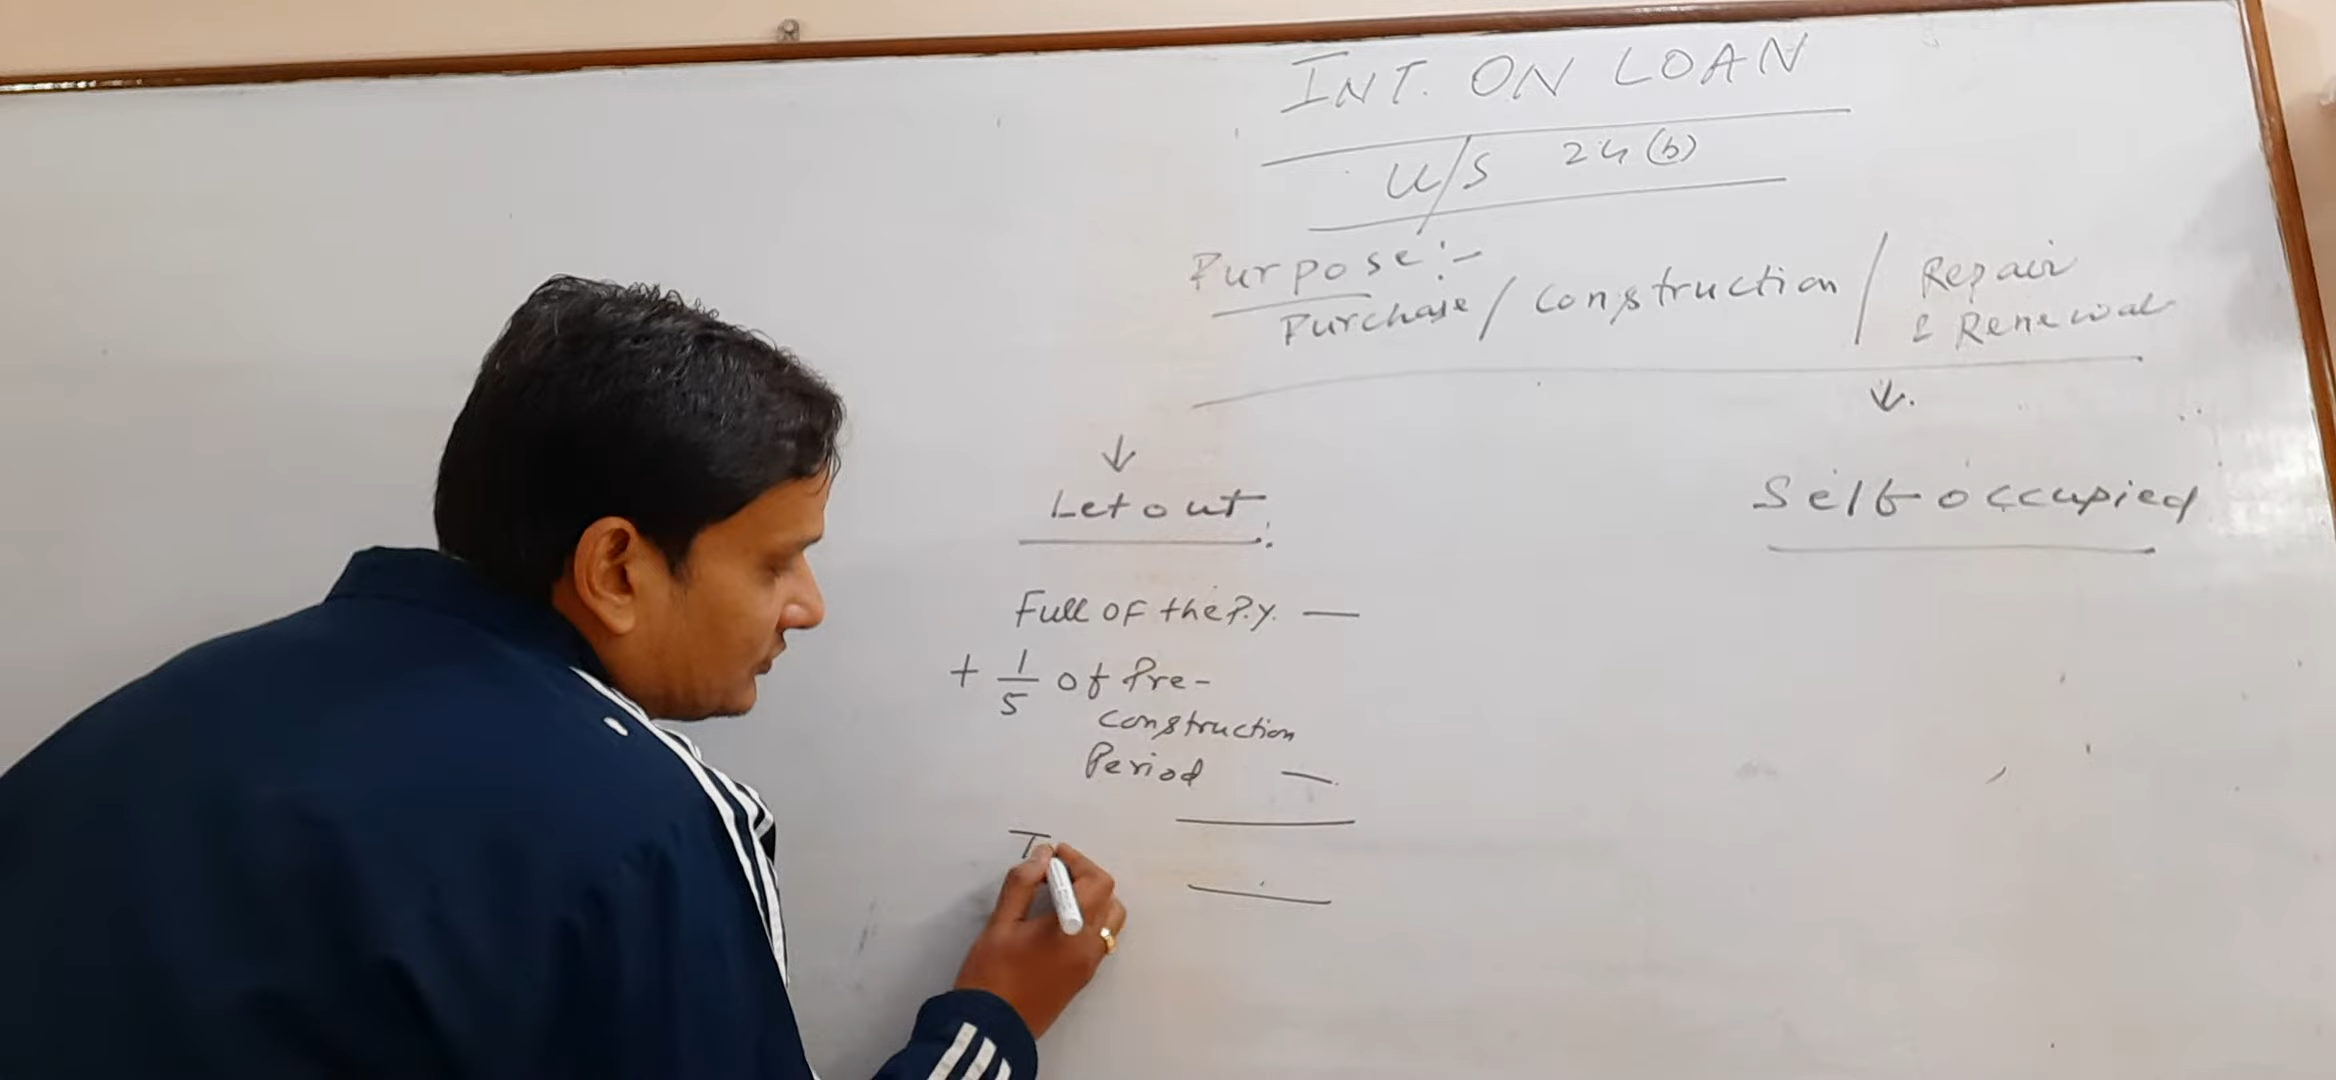 INT. ON LOAN
U/S 24(b)
Purpose:-
Purchase / Construction / Repair
& Renewal
↓ ↓.
Let out: Self occupied
Full OF the P.Y. —
+ 1/5 of Pre-
construction
Period —
T